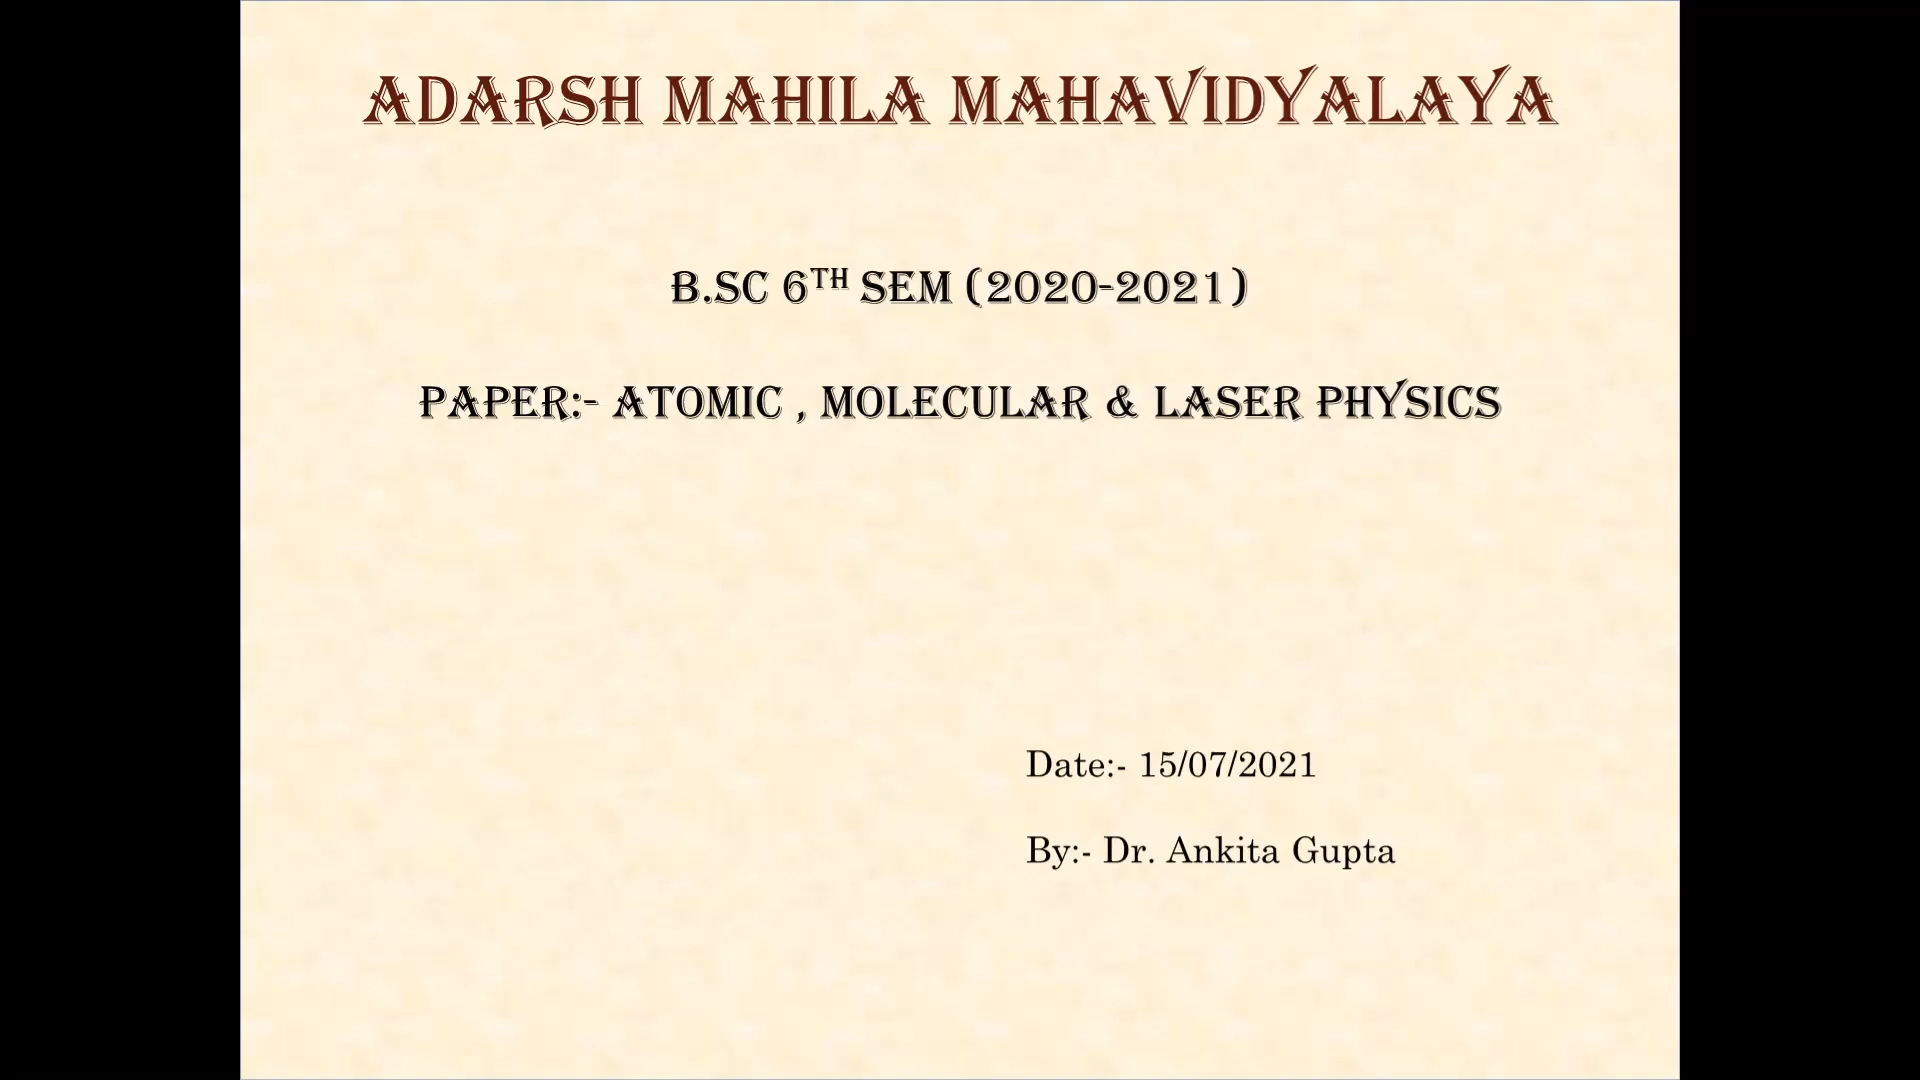 ADARSH MAHILA MAHAVIDYALAYA
B.SC 6TH SEM (2020-2021)
PAPER:- ATOMIC , MOLECULAR & LASER PHYSICS
Date:- 15/07/2021
By:- Dr. Ankita Gupta